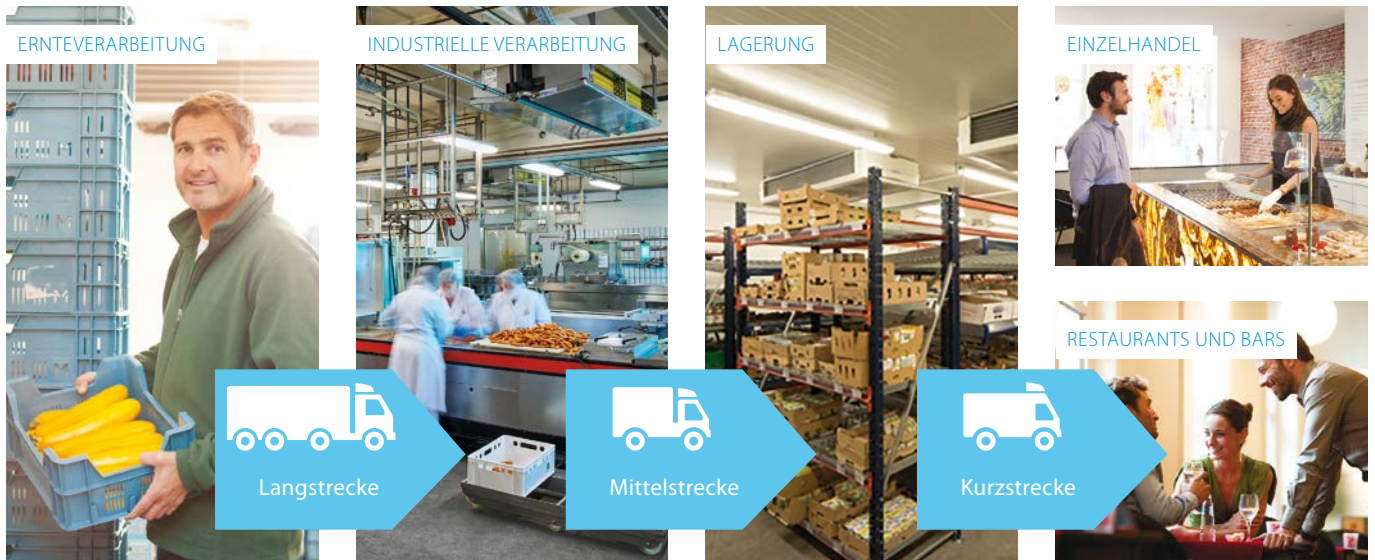 ERNTEVERARBEITUNG
INDUSTRIELLE VERARBEITUNG
LAGERUNG
EINZELHANDEL
RESTAURANTS UND BARS
Langstrecke
Mittelstrecke
Kurzstrecke